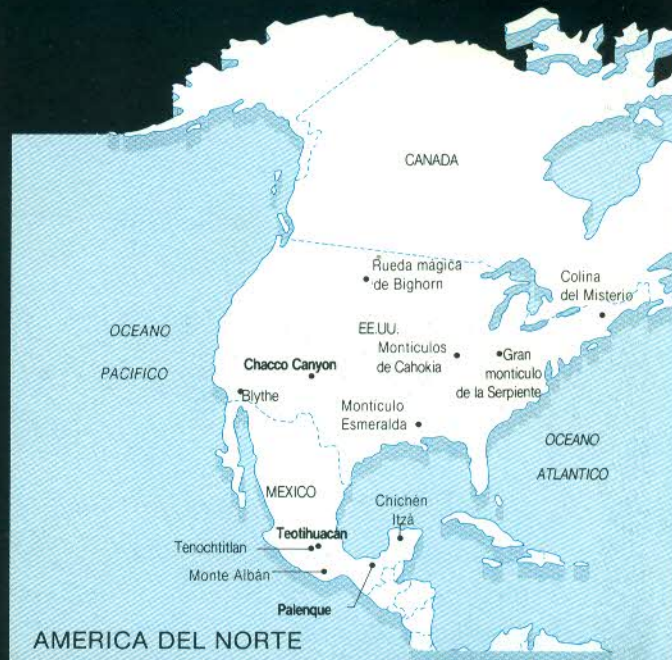 CANADA
Rueda mágica
de Bighorn
Colina
del Misterio
OCEANO
PACIFICO
EE.UU.
Montículos
de Cahokia
Gran
montículo
de la Serpiente
Chacco Canyon
Blythe
Montículo
Esmeralda
OCEANO
ATLANTICO
MEXICO
Chichén
Itzá
Teotihuacán
Tenochtitlan
Monte Albán
Palenque
AMERICA DEL NORTE